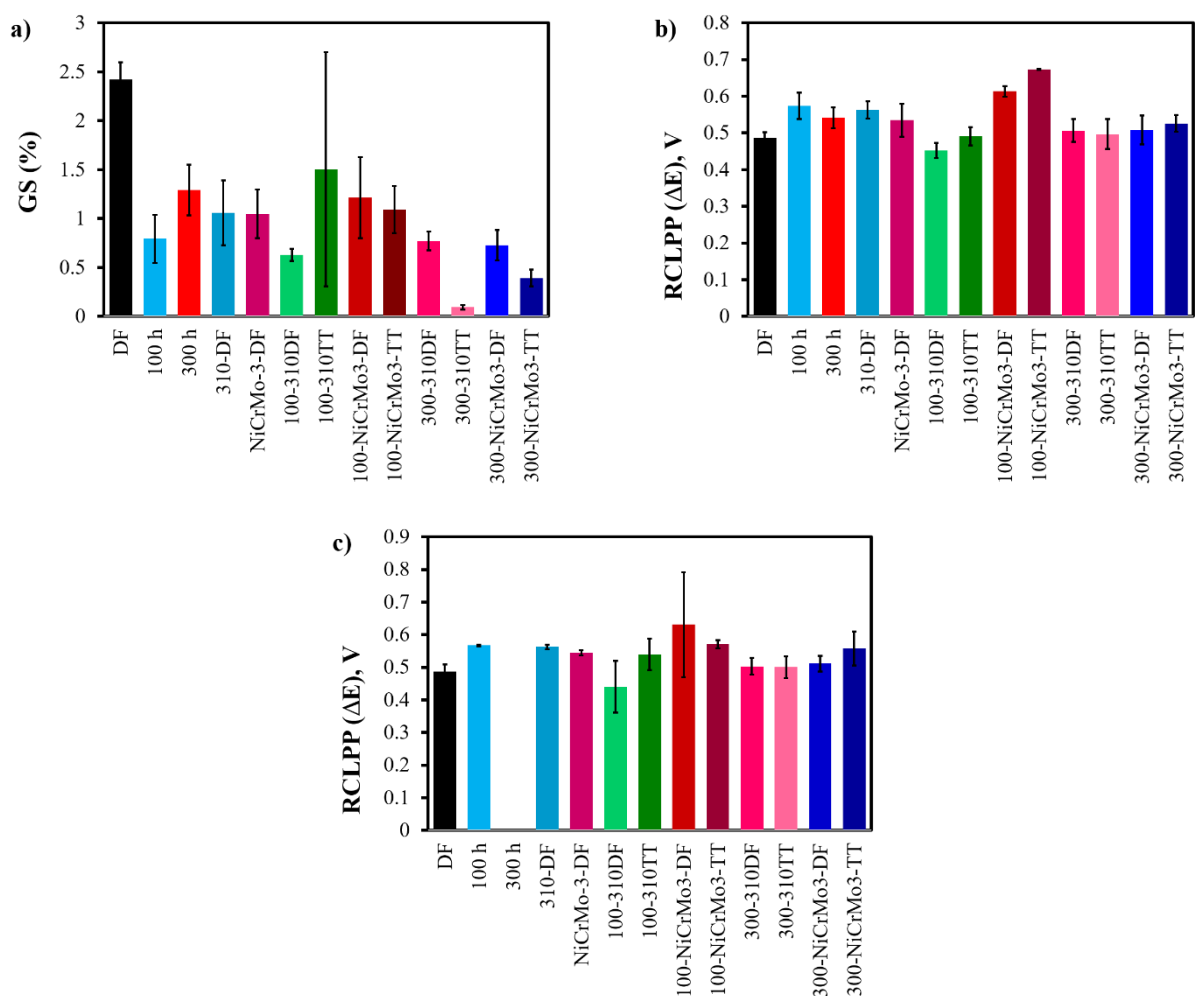 a)
GS (%)
3
2.5
2
1.5
1
0.5
0
DF
100 h
300 h
310-DF
NiCrMo-3-DF
100-310DF
100-310TT
100-NiCrMo3-DF
100-NiCrMo3-TT
300-310DF
300-310TT
300-NiCrMo3-DF
300-NiCrMo3-TT
b)
RCLPP (ΔE), V
0.8
0.7
0.6
0.5
0.4
0.3
0.2
0.1
0
DF
100 h
300 h
310-DF
NiCrMo-3-DF
100-310DF
100-310TT
100-NiCrMo3-DF
100-NiCrMo3-TT
300-310DF
300-310TT
300-NiCrMo3-DF
300-NiCrMo3-TT
c)
RCLPP (ΔE), V
0.9
0.8
0.7
0.6
0.5
0.4
0.3
0.2
0.1
0
DF
100 h
300 h
310-DF
NiCrMo-3-DF
100-310DF
100-310TT
100-NiCrMo3-DF
100-NiCrMo3-TT
300-310DF
300-310TT
300-NiCrMo3-DF
300-NiCrMo3-TT